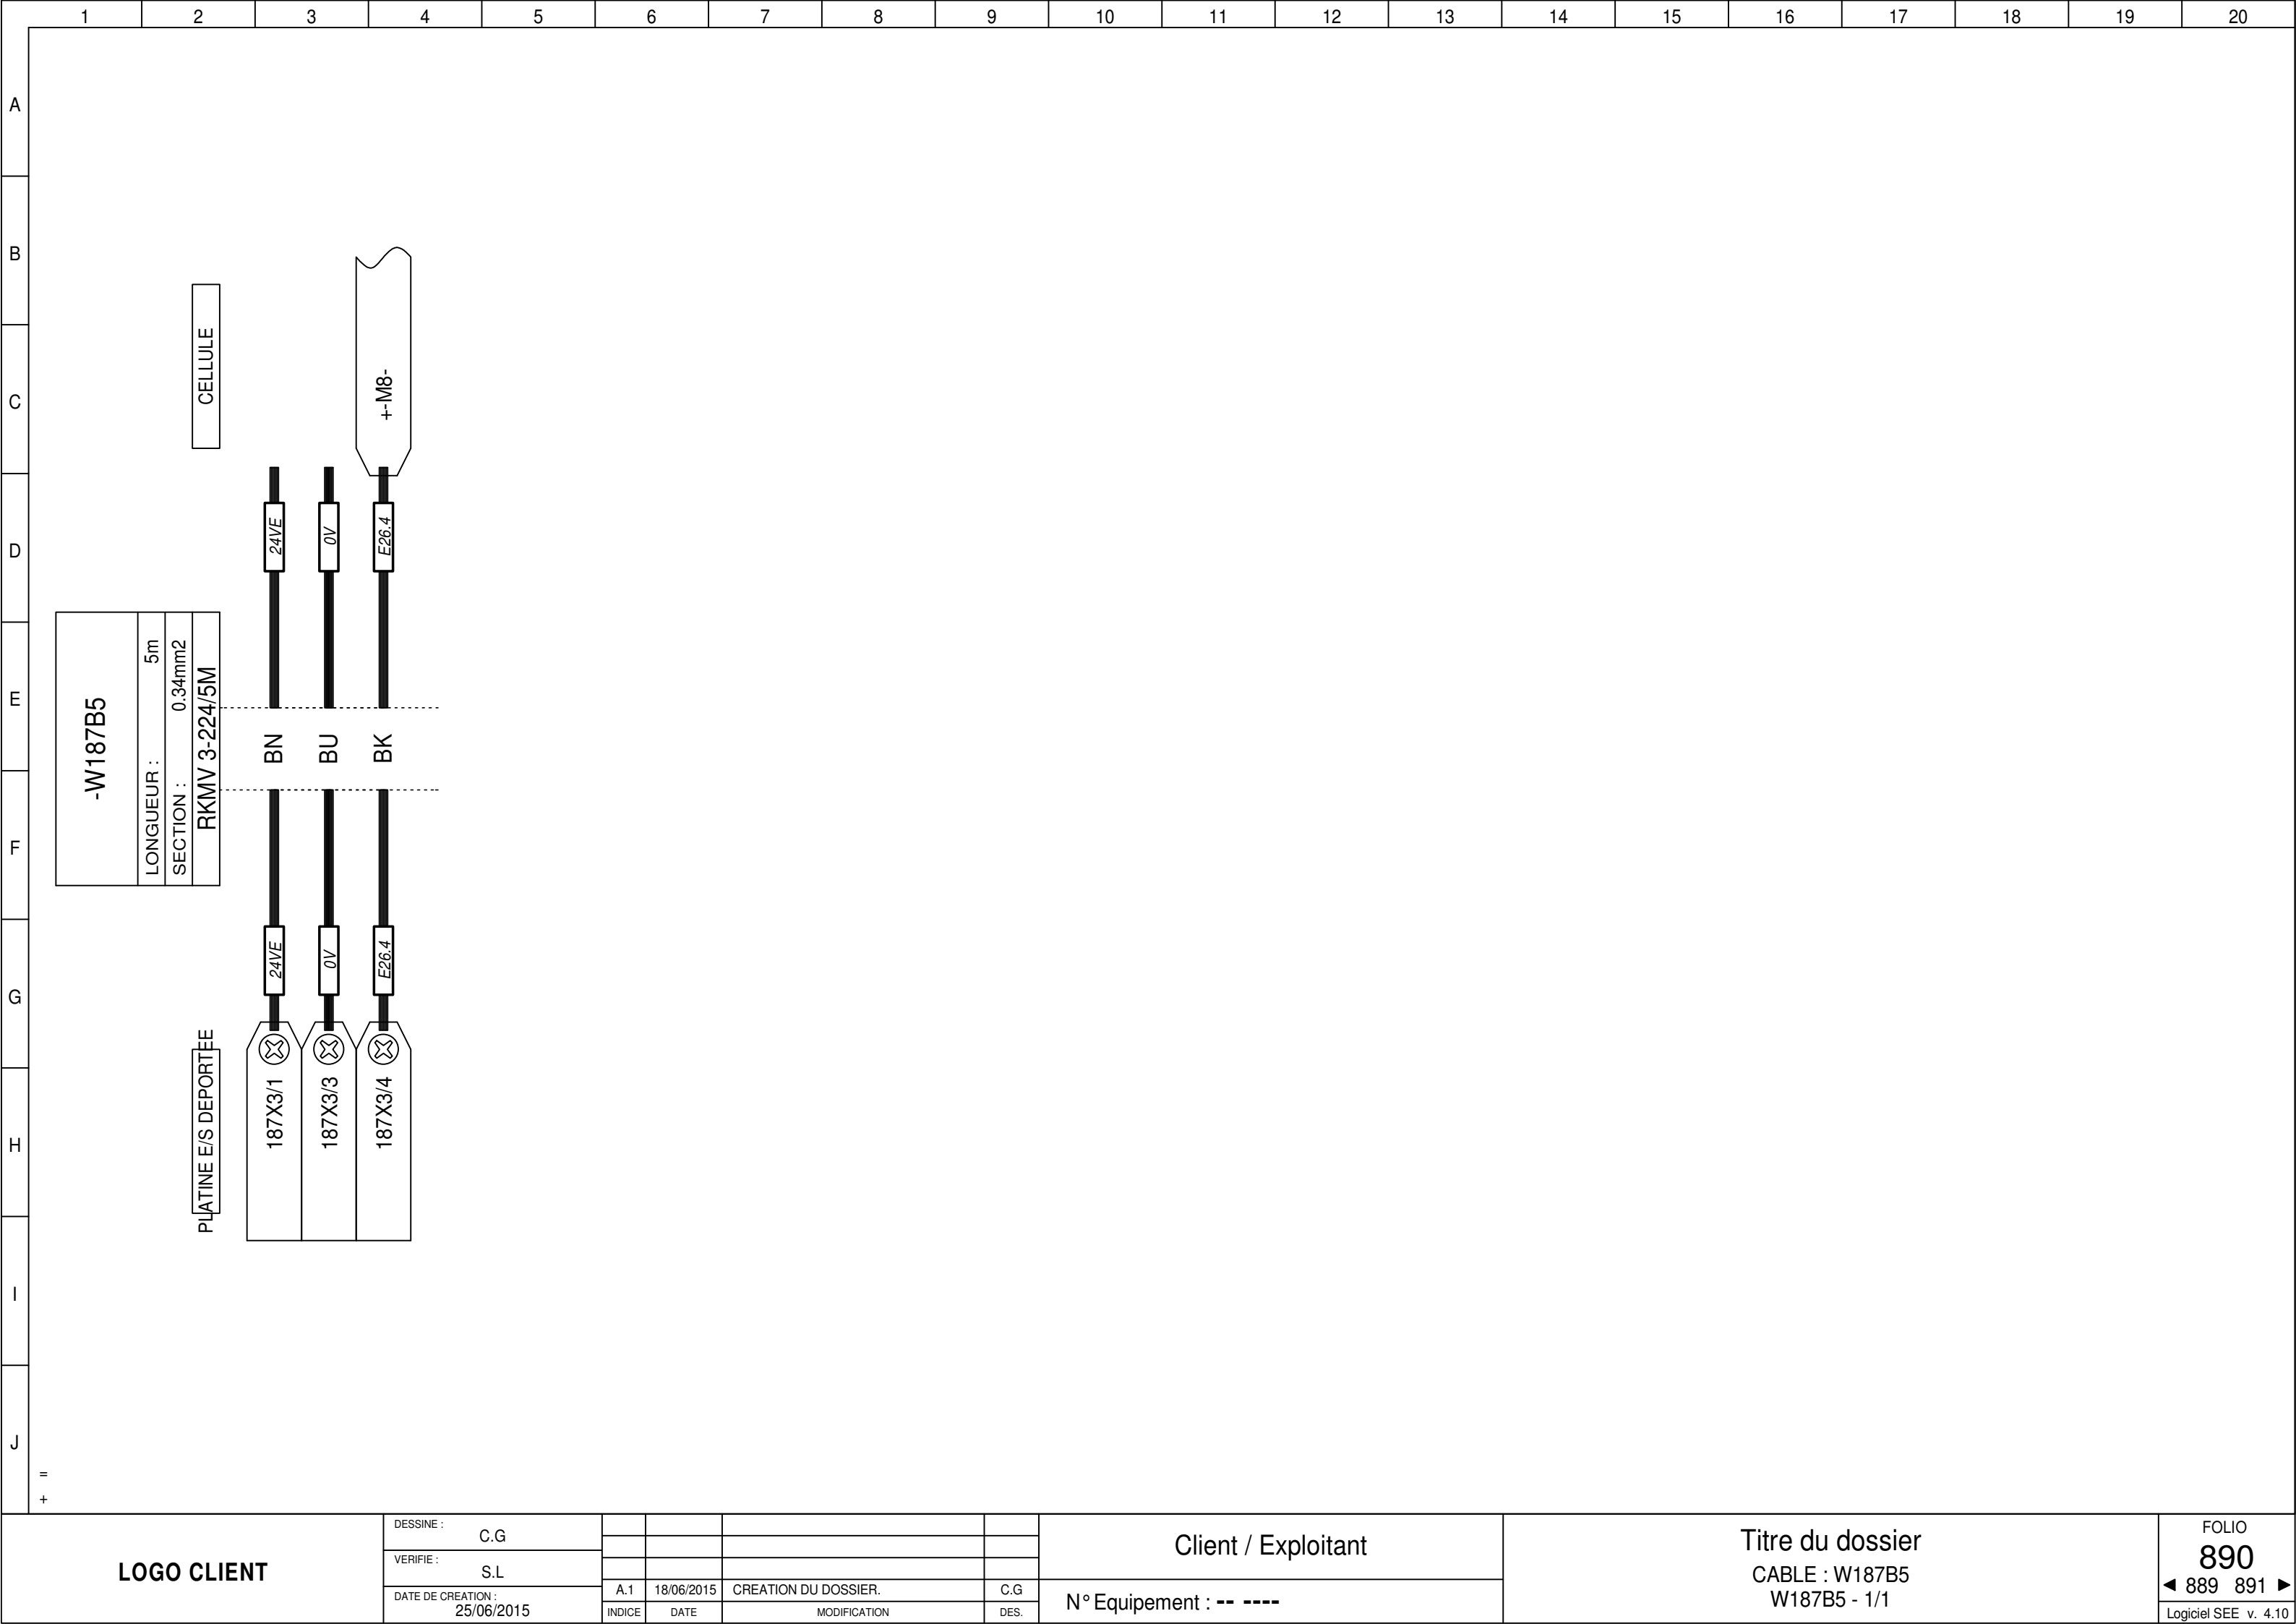 1 2 3 4 5 6 7 8 9 10 11 12 13 14 15 16 17 18 19 20
A
B
C
D
E
F
G
H
I
J
CELLULE
+-M8-
24VE 0V E26.4
-W187B5
LONGUEUR : 5m
SECTION : 0.34mm2
RKMV 3-224/5M
BN BU BK
24VE 0V E26.4
PLATINE E/S DEPORTEE
187X3/1 187X3/3 187X3/4
=
+
LOGO CLIENT
DESSINE :
C.G
VERIFIE :
S.L
DATE DE CREATION :
25/06/2015
A.1 18/06/2015 CREATION DU DOSSIER. C.G
INDICE DATE MODIFICATION DES.
Client / Exploitant
N° Equipement : -- ----
Titre du dossier
CABLE : W187B5
W187B5 - 1/1
FOLIO
890
◄ 889 891 ►
Logiciel SEE v. 4.10